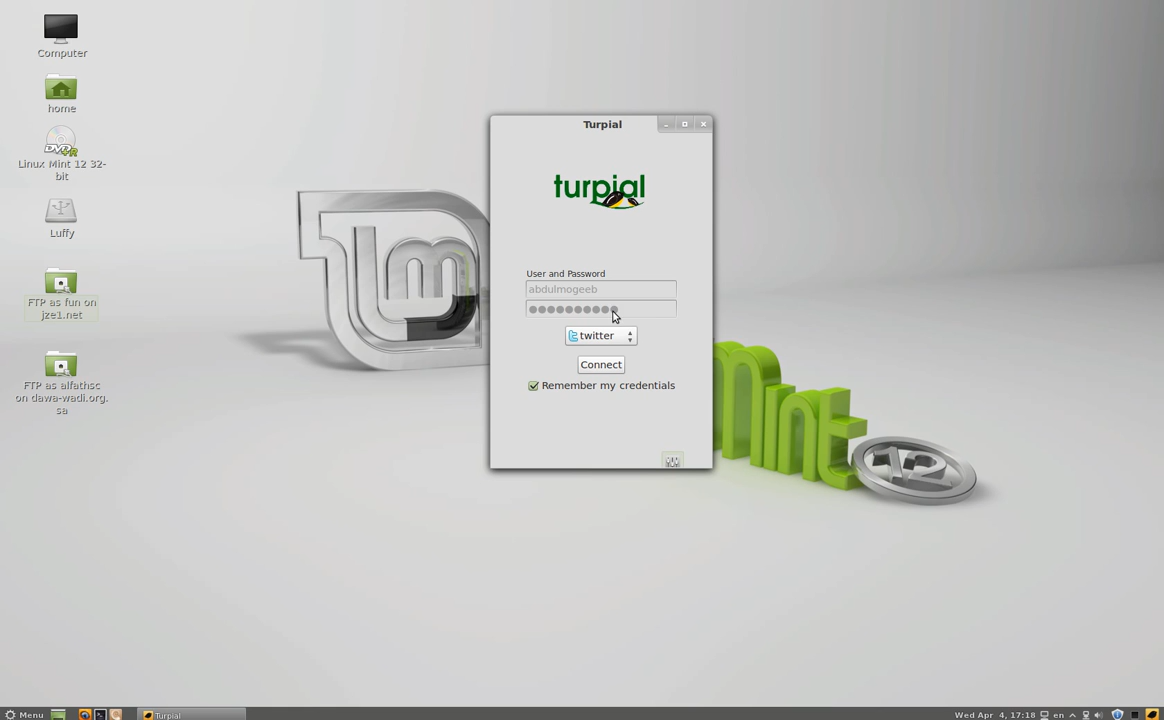 Computer
home
Linux Mint 12 32-
bit
Luffy
FTP as fun on
jze1.net
FTP as alfathsc
on dawa-wadi.org.
sa
Turpial
turpial
User and Password
abdulmogeeb
twitter
Connect
Remember my credentials
Mint
12
Menu
Turpial
Wed Apr 4, 17:18
en